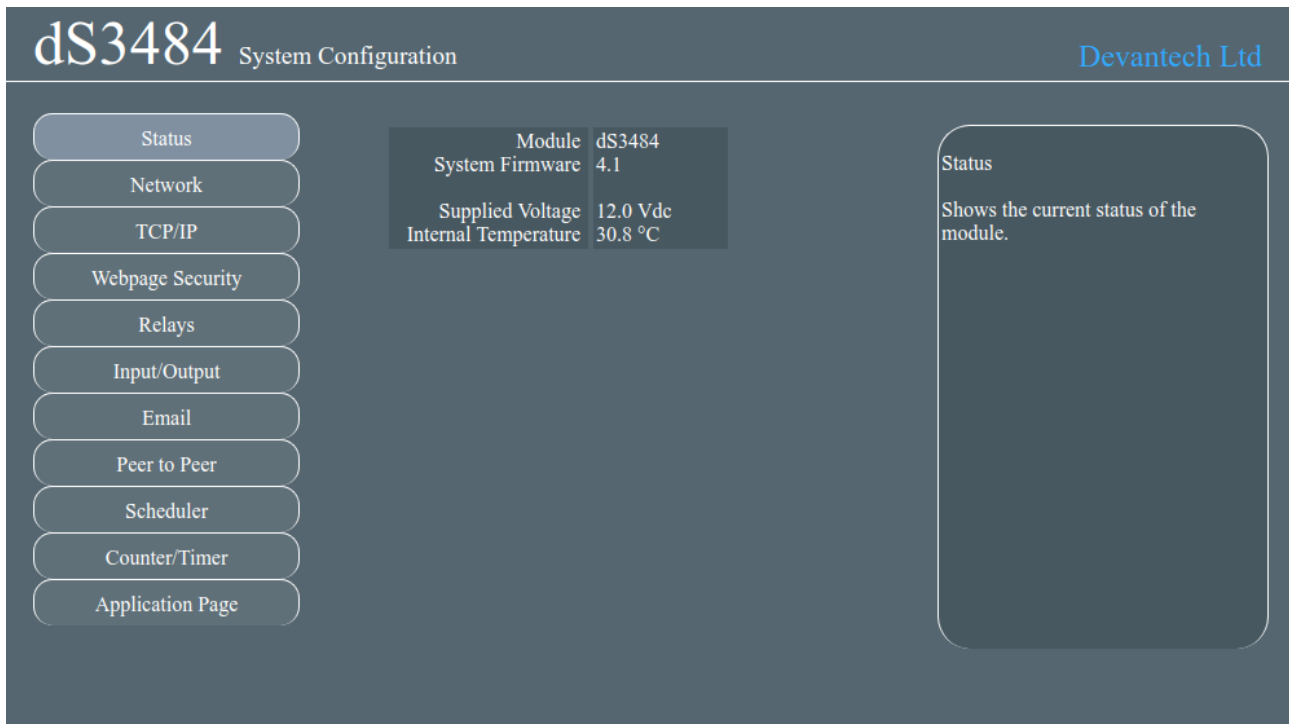 dS3484 System Configuration
Devantech Ltd
Status
Network
TCP/IP
Webpage Security
Relays
Input/Output
Email
Peer to Peer
Scheduler
Counter/Timer
Application Page
Module dS3484
System Firmware 4.1
Supplied Voltage 12.0 Vdc
Internal Temperature 30.8 °C
Status
Shows the current status of the
module.